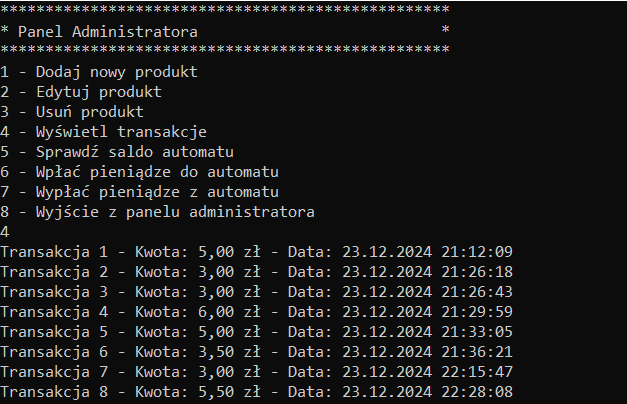 **************************************************
* Panel Administratora                           *
**************************************************
1 - Dodaj nowy produkt
2 - Edytuj produkt
3 - Usuń produkt
4 - Wyświetl transakcje
5 - Sprawdź saldo automatu
6 - Wpłać pieniądze do automatu
7 - Wypłać pieniądze z automatu
8 - Wyjście z panelu administratora
4
Transakcja 1 - Kwota: 5,00 zł - Data: 23.12.2024 21:12:09
Transakcja 2 - Kwota: 3,00 zł - Data: 23.12.2024 21:26:18
Transakcja 3 - Kwota: 3,00 zł - Data: 23.12.2024 21:26:43
Transakcja 4 - Kwota: 6,00 zł - Data: 23.12.2024 21:29:59
Transakcja 5 - Kwota: 5,00 zł - Data: 23.12.2024 21:33:05
Transakcja 6 - Kwota: 3,50 zł - Data: 23.12.2024 21:36:21
Transakcja 7 - Kwota: 3,00 zł - Data: 23.12.2024 22:15:47
Transakcja 8 - Kwota: 5,50 zł - Data: 23.12.2024 22:28:08